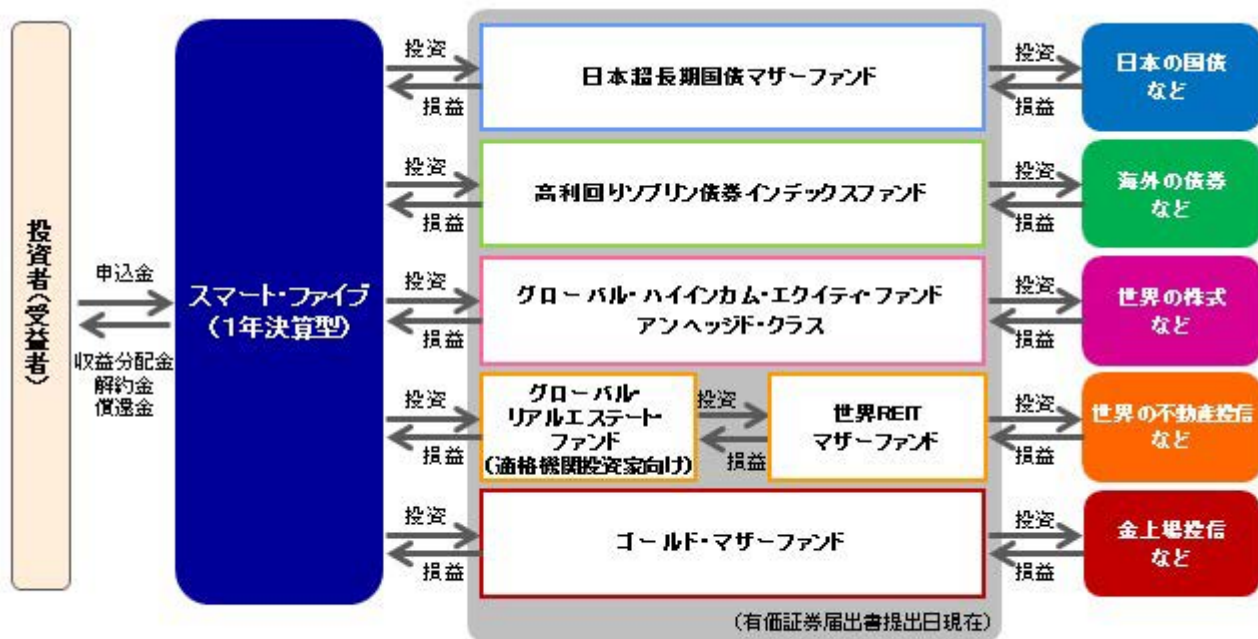 投資者(受益者)
申込金
収益分配金
解約金
償還金
スマート・ファイブ
(1年決算型)
投資
損益
日本超長期国債マザーファンド
投資
損益
日本の国債
など
投資
損益
高利回りソブリン債券インデックスファンド
投資
損益
海外の債券
など
投資
損益
グローバル・ハイインカム・エクイティ・ファンド
アンヘッジド・クラス
投資
損益
世界の株式
など
投資
損益
グローバル・
リアルエステート・
ファンド
(適格機関投資家向け)
投資
損益
世界REIT
マザーファンド
投資
損益
世界の不動産投信
など
投資
損益
ゴールド・マザーファンド
投資
損益
金上場投信
など
(有価証券届出書提出日現在)